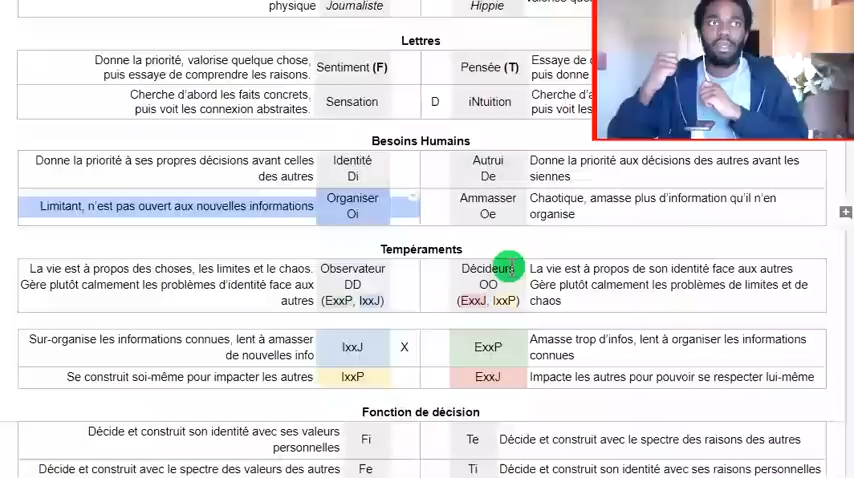 physique Journaliste Hippie
Lettres
Donne la priorité, valorise quelque chose,
puis essaye de comprendre les raisons.
Sentiment (F)
Pensée (T)
Essaye de
puis donne
Cherche d'abord les faits concrets,
puis voit les connexion abstraites.
Sensation
D
iNtuition
Cherche d'a
puis voit les
Besoins Humains
Donne la priorité à ses propres décisions avant celles
des autres
Identité
Di
Autrui
De
Donne la priorité aux décisions des autres avant les
siennes
Limitant, n'est pas ouvert aux nouvelles informations
Organiser
Oi
Ammasser
Oe
Chaotique, amasse plus d'information qu'il n'en
organise
Tempéraments
La vie est à propos des choses, les limites et le chaos.
Gère plutôt calmement les problèmes d'identité face aux
autres
Observateur
DD
(ExxP, IxxJ)
Décideurs
OO
(ExxJ, IxxP)
La vie est à propos de son identité face aux autres
Gère plutôt calmement les problèmes de limites et de
chaos
Sur-organise les informations connues, lent à amasser
de nouvelles info
IxxJ
X
ExxP
Amasse trop d'infos, lent à organiser les informations
connues
Se construit soi-même pour impacter les autres
IxxP
ExxJ
Impacte les autres pour pouvoir se respecter lui-même
Fonction de décision
Décide et construit son identité avec ses valeurs
personnelles
Fi
Te
Décide et construit avec le spectre des raisons des autres
Décide et construit avec le spectre des valeurs des autres
Fe
Ti
Décide et construit son identité avec ses raisons personnelles